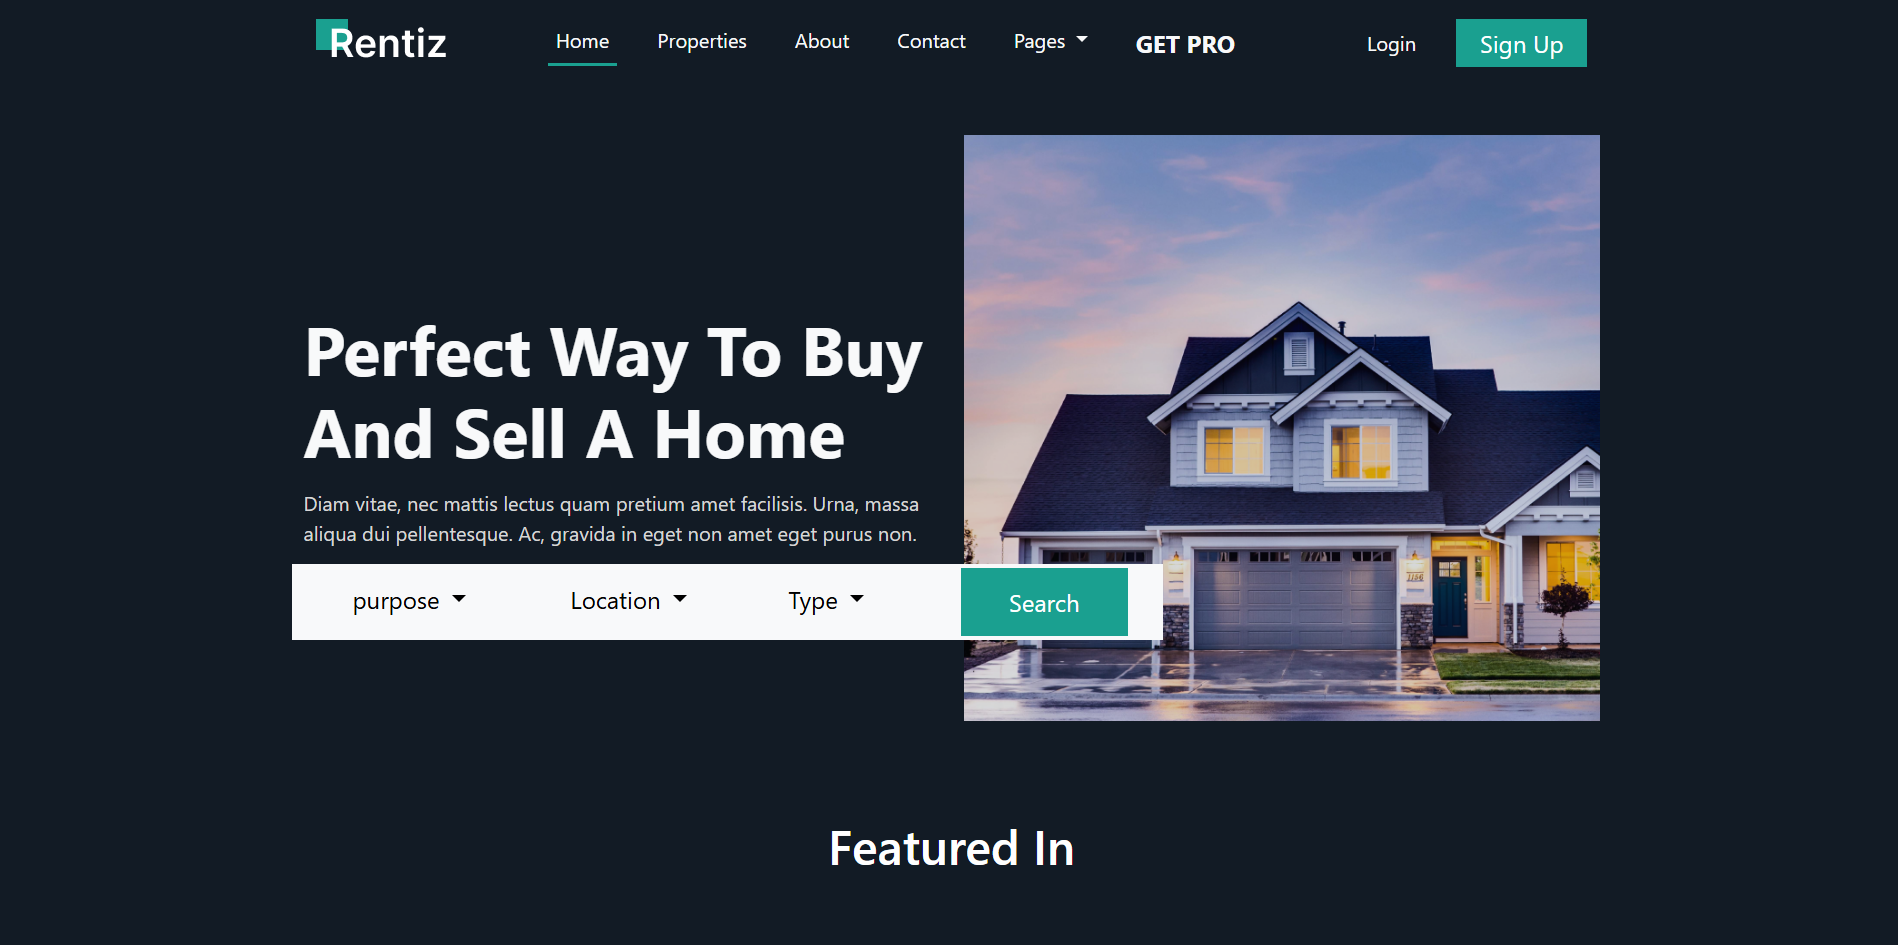 Rentiz
Home
Properties
About
Contact
Pages
GET PRO
Login
Sign Up
Perfect Way To Buy
And Sell A Home
Diam vitae, nec mattis lectus quam pretium amet facilisis. Urna, massa
aliqua dui pellentesque. Ac, gravida in eget non amet eget purus non.
purpose
Location
Type
Search
1156
Featured In